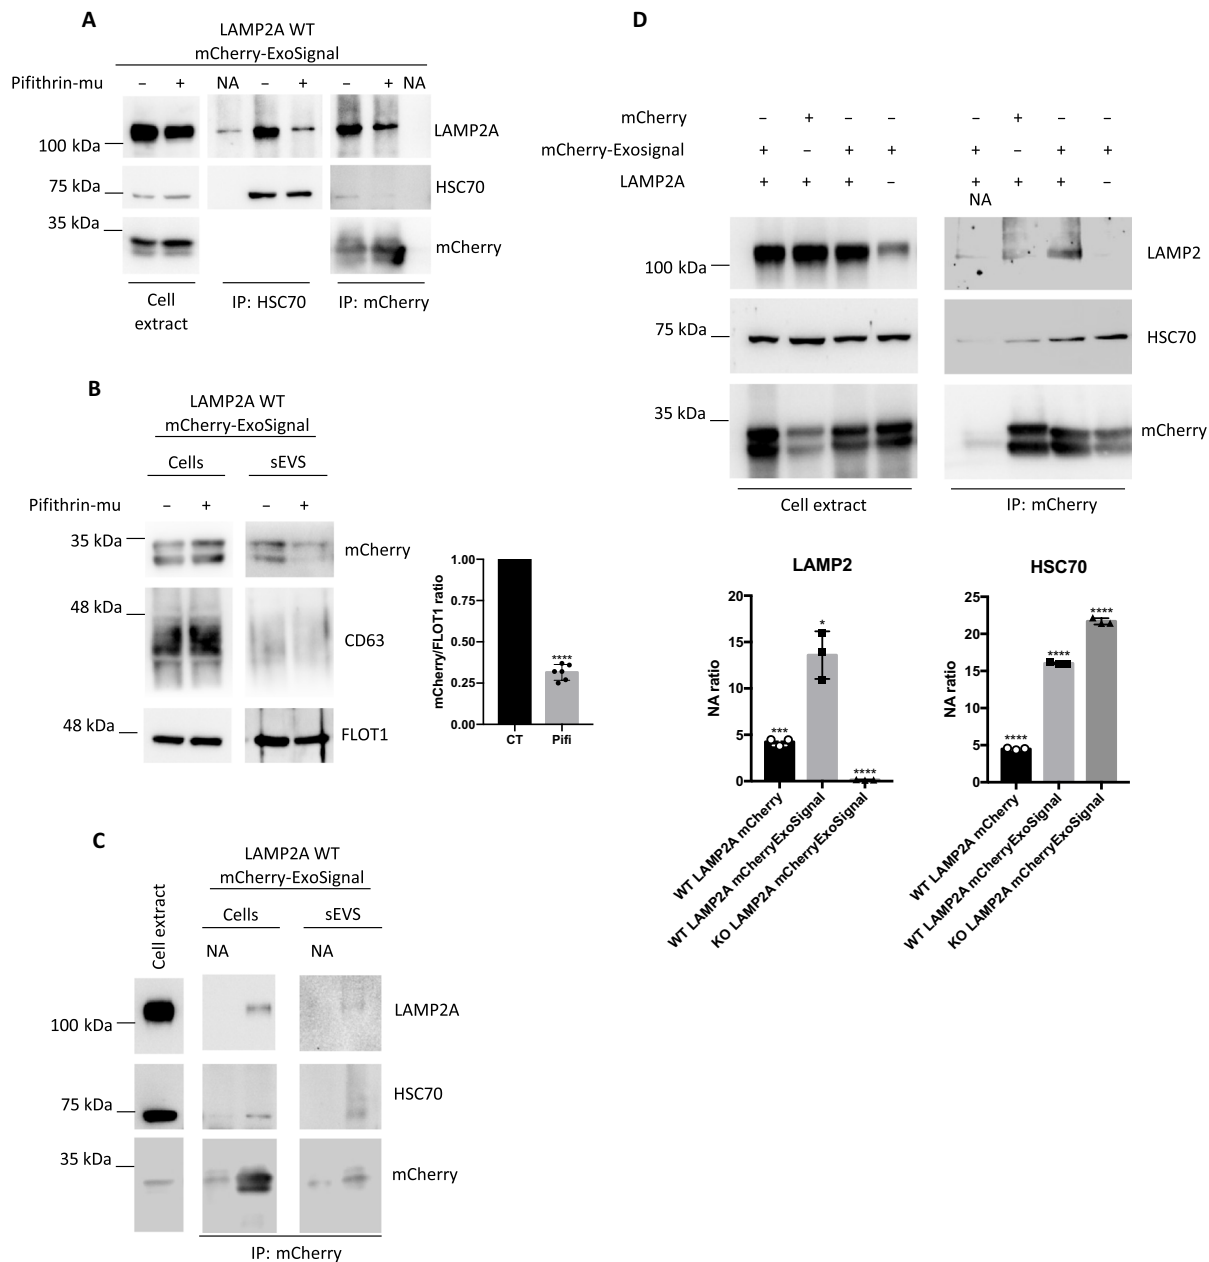 A
LAMP2A WT
mCherry-ExoSignal
Pifithrin-mu – + NA – + – + NA
LAMP2A
100 kDa
75 kDa
HSC70
35 kDa
mCherry
Cell
extract
IP: HSC70
IP: mCherry
B
LAMP2A WT
mCherry-ExoSignal
Cells
sEVS
Pifithrin-mu – + – +
35 kDa
mCherry
48 kDa
CD63
48 kDa
FLOT1
mCherry/FLOT1 ratio
1.00
0.75
0.50
0.25
0.00
****
CT
Pifi
C
LAMP2A WT
mCherry-ExoSignal
Cell extract
Cells
sEVS
NA
NA
LAMP2A
100 kDa
HSC70
75 kDa
35 kDa
mCherry
IP: mCherry
D
mCherry – + – – – + – –
mCherry-Exosignal + – + + + – + +
LAMP2A + + + – + + + –
NA
LAMP2
100 kDa
75 kDa
HSC70
35 kDa
mCherry
Cell extract
IP: mCherry
LAMP2
NA ratio
20
15
10
5
0
***
*
****
WT LAMP2A mCherry
WT LAMP2A mCherryExoSignal
KO LAMP2A mCherryExoSignal
HSC70
NA ratio
25
20
15
10
5
0
****
****
****
WT LAMP2A mCherry
WT LAMP2A mCherryExoSignal
KO LAMP2A mCherryExoSignal